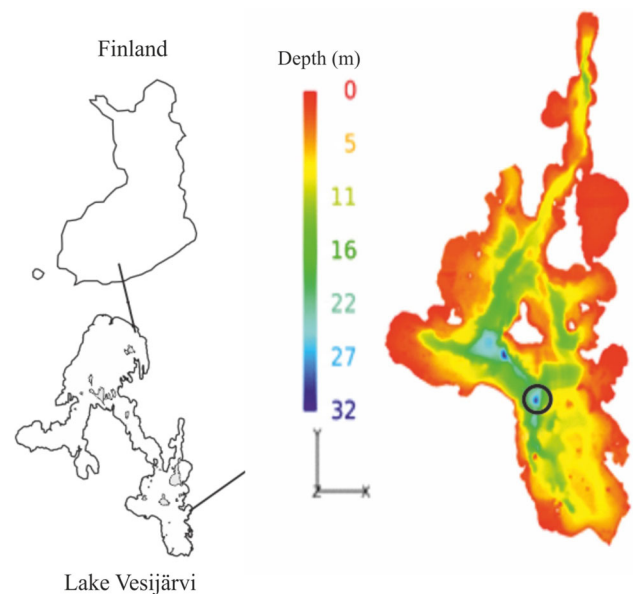 Finland
Depth (m)
0
5
11
16
22
27
32
Y
Z
X
Lake Vesijärvi